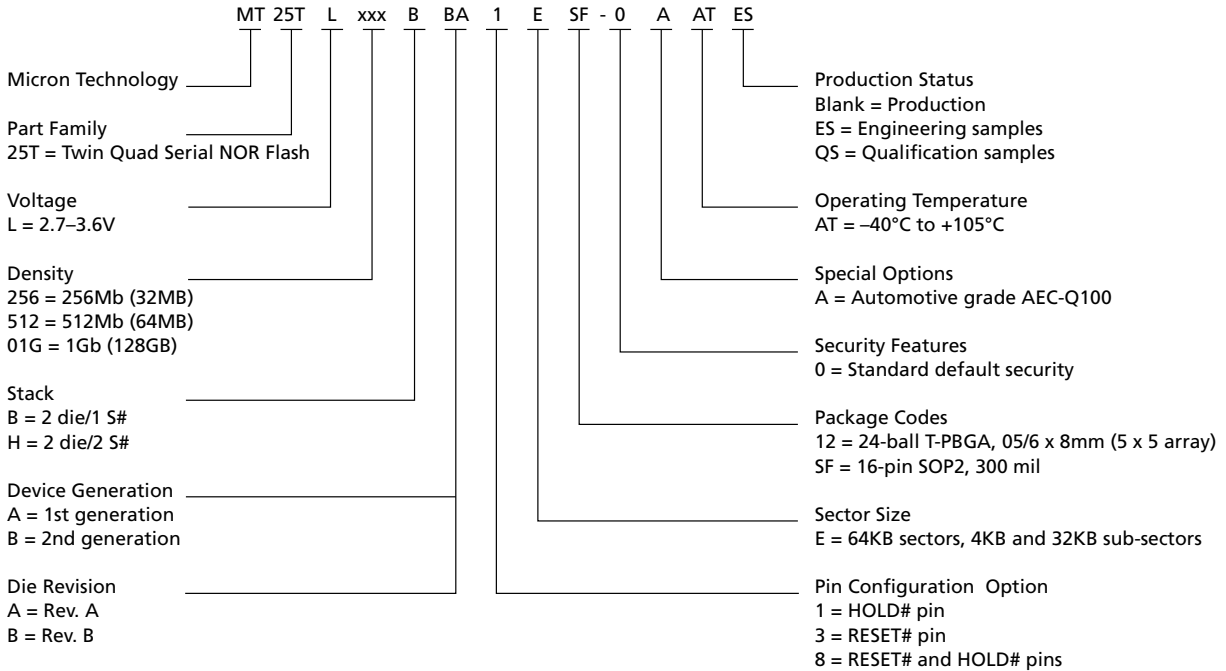 MT 25T L xxx B BA 1 E SF - 0 A AT ES
Micron Technology
Part Family
25T = Twin Quad Serial NOR Flash
Voltage
L = 2.7–3.6V
Density
256 = 256Mb (32MB)
512 = 512Mb (64MB)
01G = 1Gb (128GB)
Stack
B = 2 die/1 S#
H = 2 die/2 S#
Device Generation
A = 1st generation
B = 2nd generation
Die Revision
A = Rev. A
B = Rev. B
Production Status
Blank = Production
ES = Engineering samples
QS = Qualification samples
Operating Temperature
AT = –40°C to +105°C
Special Options
A = Automotive grade AEC-Q100
Security Features
0 = Standard default security
Package Codes
12 = 24-ball T-PBGA, 05/6 x 8mm (5 x 5 array)
SF = 16-pin SOP2, 300 mil
Sector Size
E = 64KB sectors, 4KB and 32KB sub-sectors
Pin Configuration Option
1 = HOLD# pin
3 = RESET# pin
8 = RESET# and HOLD# pins